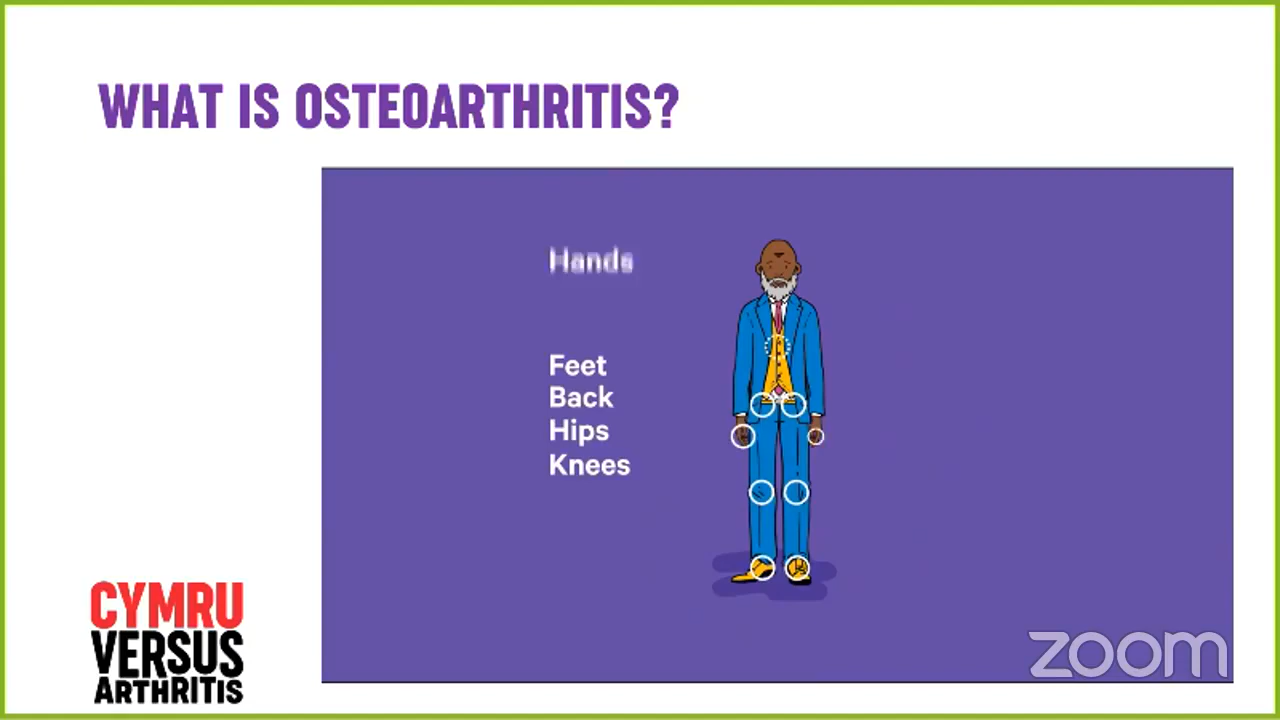 WHAT IS OSTEOARTHRITIS?
Hands
Feet
Back
Hips
Knees
CYMRU
VERSUS
ARTHRITIS
zoom